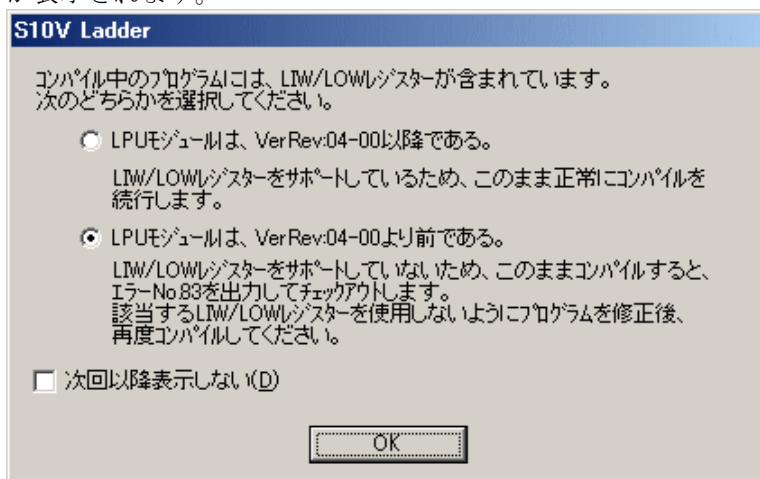 が表示されます。
S10V Ladder
ｺﾝﾊﾟｲﾙ中のﾌﾟﾛｸﾞﾗﾑには、LIW/LOWﾚｼﾞｽﾀｰが含まれています。
次のどちらかを選択してください。
LPUﾓｼﾞｭｰﾙは、VerRev:04-00以降である。
LIW/LOWﾚｼﾞｽﾀｰをｻﾎﾟｰﾄしているため、このまま正常にｺﾝﾊﾟｲﾙを
続行します。
LPUﾓｼﾞｭｰﾙは、VerRev:04-00より前である。
LIW/LOWﾚｼﾞｽﾀｰをｻﾎﾟｰﾄしていないため、このままｺﾝﾊﾟｲﾙすると、
ｴﾗｰNo.83を出力してﾁｪｯｸｱｳﾄします。
該当するLIW/LOWﾚｼﾞｽﾀｰを使用しないようにﾌﾟﾛｸﾞﾗﾑを修正後、
再度ｺﾝﾊﾟｲﾙしてください。
次回以降表示しない(D)
OK